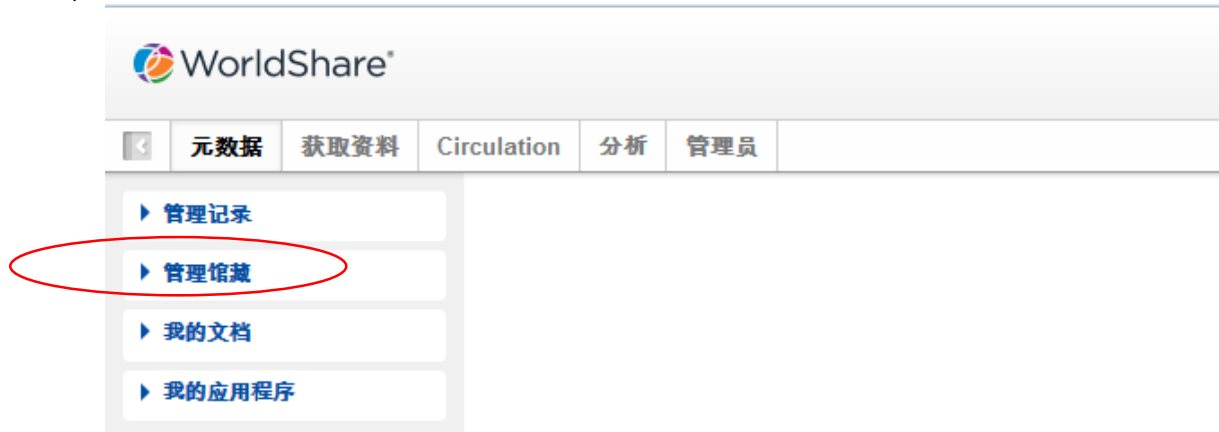 WorldShare®
元数据 获取资料 Circulation 分析 管理员
管理记录
管理馆藏
我的文档
我的应用程序